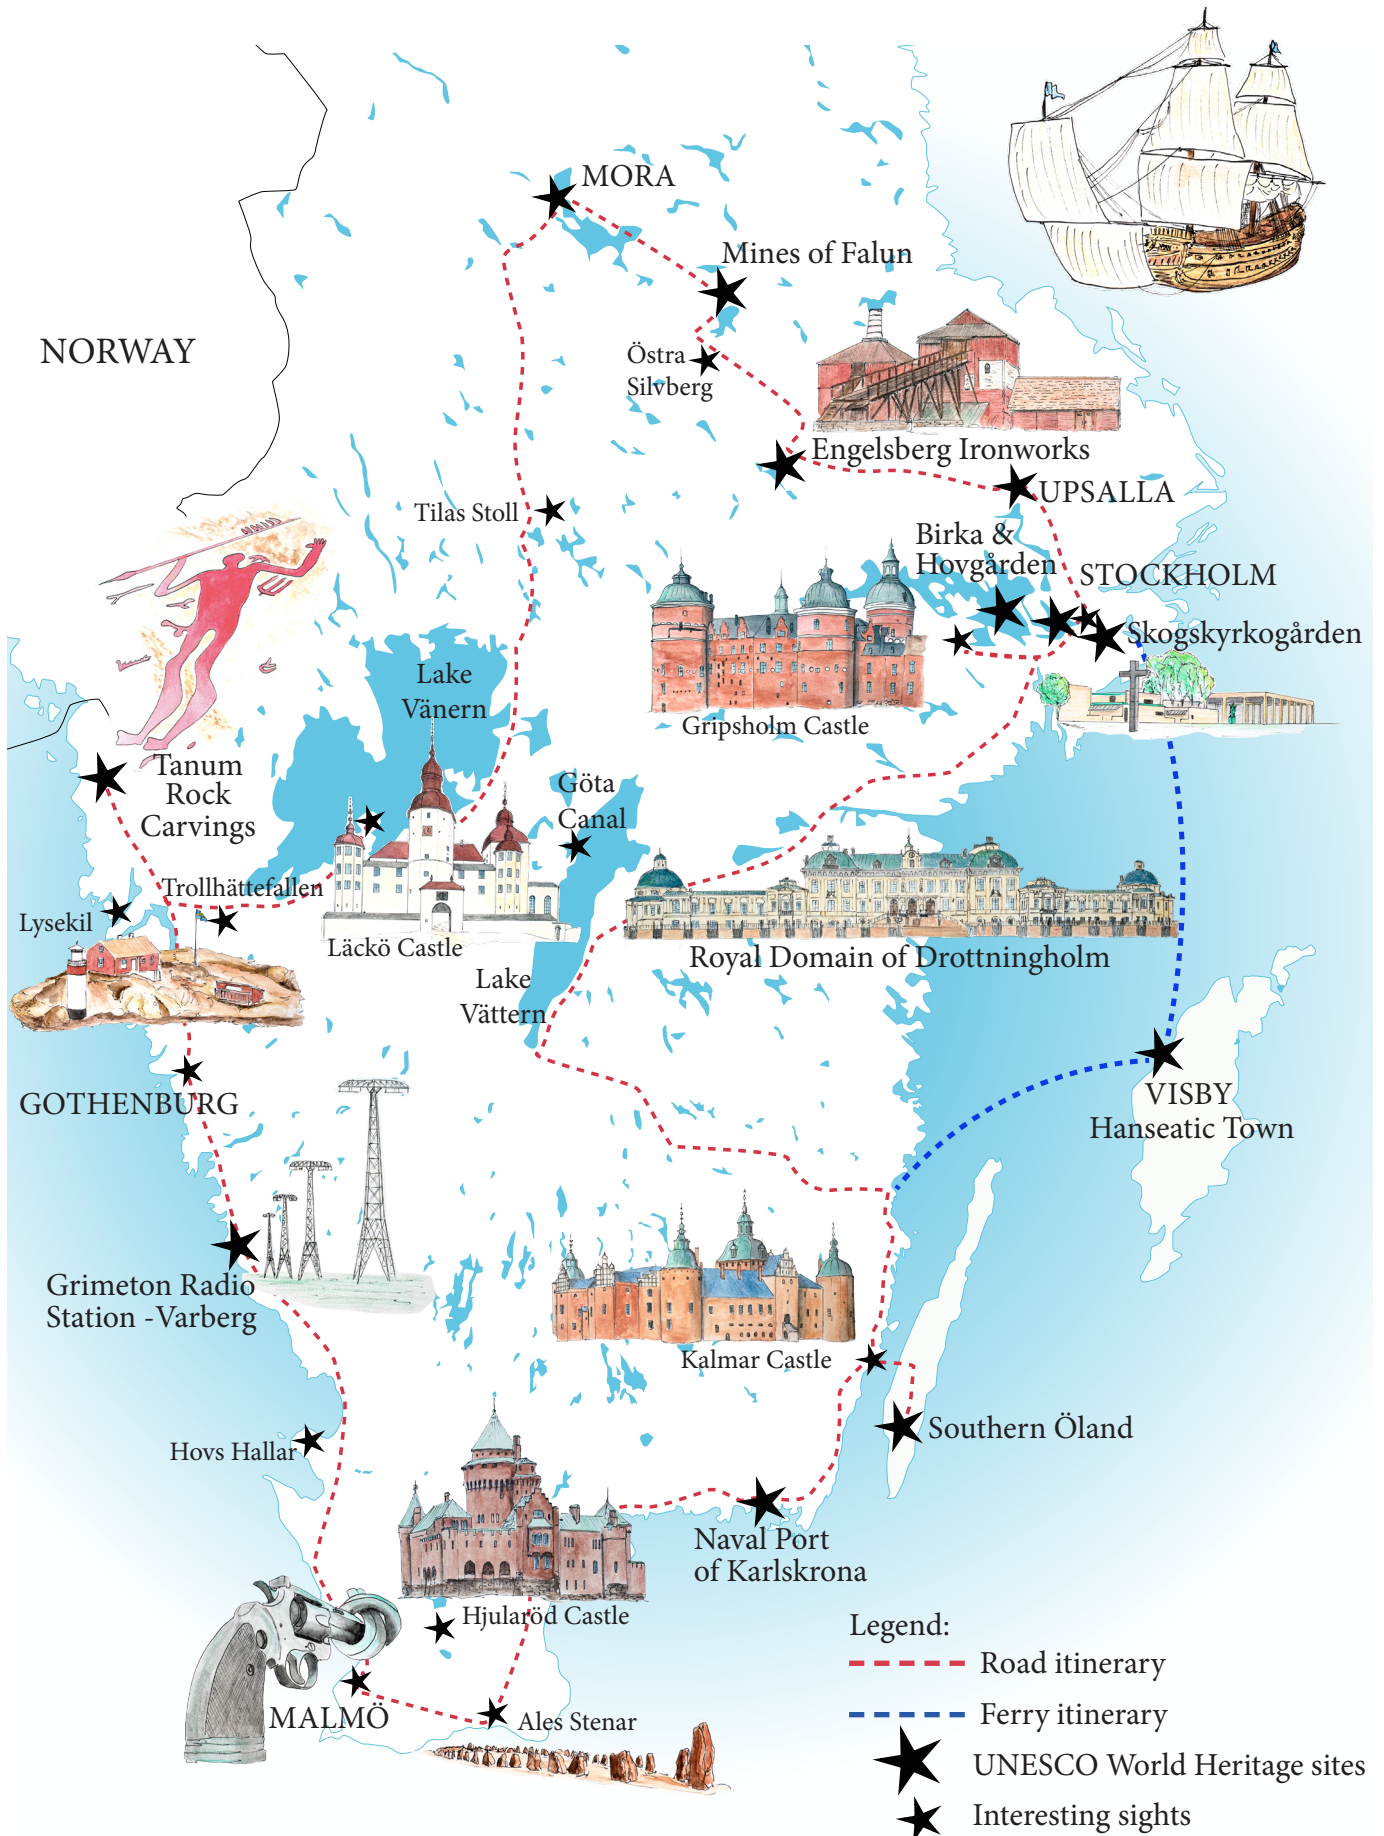 MORA
Mines of Falun
NORWAY
Östra
Silvberg
Engelsberg Ironworks
UPSALLA
Tilas Stoll
Birka &
Hovgården
STOCKHOLM
Skogskyrkogården
Lake
Vänern
Gripsholm Castle
Tanum
Rock
Carvings
Göta
Canal
Trollhättefallen
Lysekil
Läckö Castle
Royal Domain of Drottningholm
Lake
Vättern
GOTHENBURG
VISBY
Hanseatic Town
Grimeton Radio
Station -Varberg
Kalmar Castle
Southern Öland
Hovs Hallar
Naval Port
of Karlskrona
Hjularöd Castle
MALMÖ
Ales Stenar
Legend:
Road itinerary
Ferry itinerary
UNESCO World Heritage sites
Interesting sights